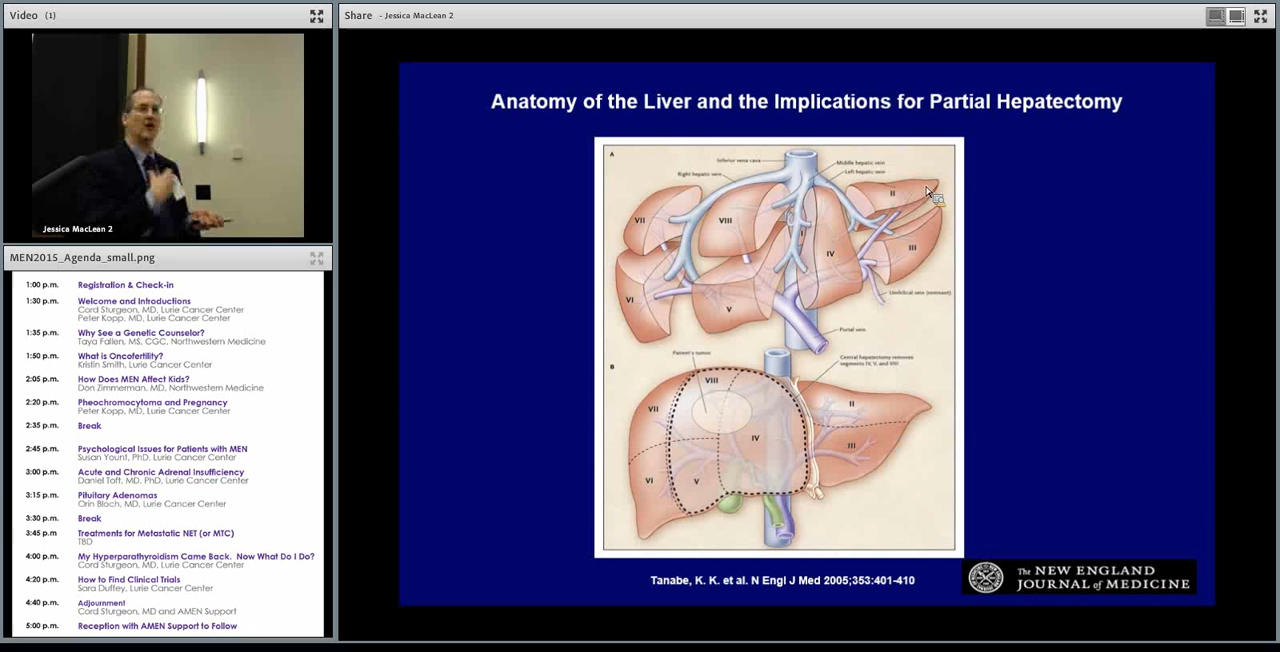 Video (1)
Jessica MacLean 2
MEN2015_Agenda_small.png
1:00 p.m. Registration & Check-in
1:30 p.m. Welcome and Introductions
Cord Sturgeon, MD, Lurie Cancer Center
Peter Kopp, MD, Lurie Cancer Center
1:35 p.m. Why See a Genetic Counselor?
Taya Fallen, MS, CGC, Northwestern Medicine
1:50 p.m. What is Oncofertility?
Kristin Smith, Lurie Cancer Center
2:05 p.m. How Does MEN Affect Kids?
Don Zimmerman, MD, Northwestern Medicine
2:20 p.m. Pheochromocytoma and Pregnancy
Peter Kopp, MD, Lurie Cancer Center
2:35 p.m. Break
2:45 p.m. Psychological Issues for Patients with MEN
Susan Yount, PhD, Lurie Cancer Center
3:00 p.m. Acute and Chronic Adrenal Insufficiency
Daniel Toft, MD, PhD, Lurie Cancer Center
3:15 p.m. Pituitary Adenomas
Orin Bloch, MD, Lurie Cancer Center
3:30 p.m. Break
3:45 p.m Treatments for Metastatic NET (or MTC)
TBD
4:00 p.m. My Hyperparathyroidism Came Back. Now What Do I Do?
Cord Sturgeon, MD, Lurie Cancer Center
4:20 p.m. How to Find Clinical Trials
Sara Duffey, Lurie Cancer Center
4:40 p.m. Adjournment
Cord Sturgeon, MD and AMEN Support
5:00 p.m. Reception with AMEN Support to Follow
Share - Jessica MacLean 2
Anatomy of the Liver and the Implications for Partial Hepatectomy
A
Inferior vena cava
Middle hepatic vein
Right hepatic vein
Left hepatic vein
II
VII
VIII
I
IV
III
VI
V
Umbilical vein (remnant)
Portal vein
B
Patient's tumor
Central hepatectomy removes
segments IV, V, and VIII
VIII
VII
II
IV
III
VI
V
Tanabe, K. K. et al. N Engl J Med 2005;353:401-410
The NEW ENGLAND
JOURNAL of MEDICINE